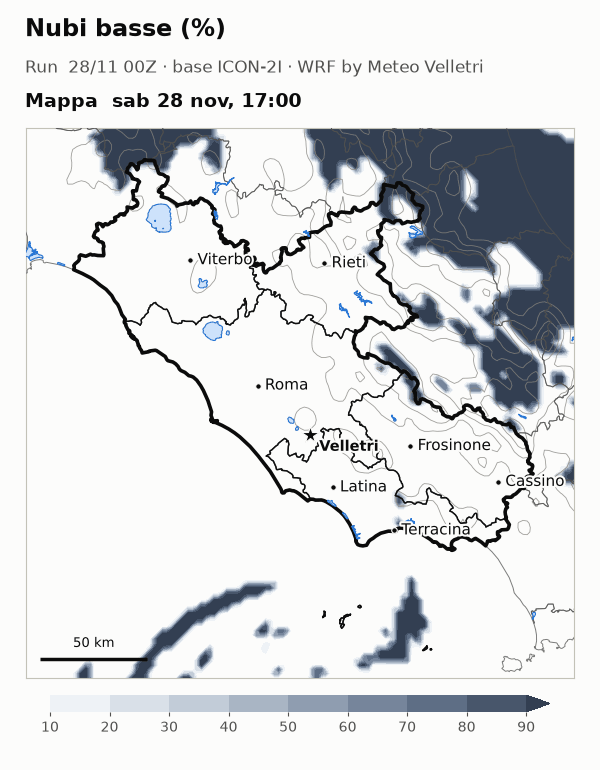 Nubi basse (%)
Run  28/11 00Z · base ICON-2I · WRF by Meteo Velletri
Mappa  sab 28 nov, 17:00
Viterbo
Rieti
Roma
Velletri
Frosinone
Latina
Cassino
Terracina
50 km
10 20 30 40 50 60 70 80 90